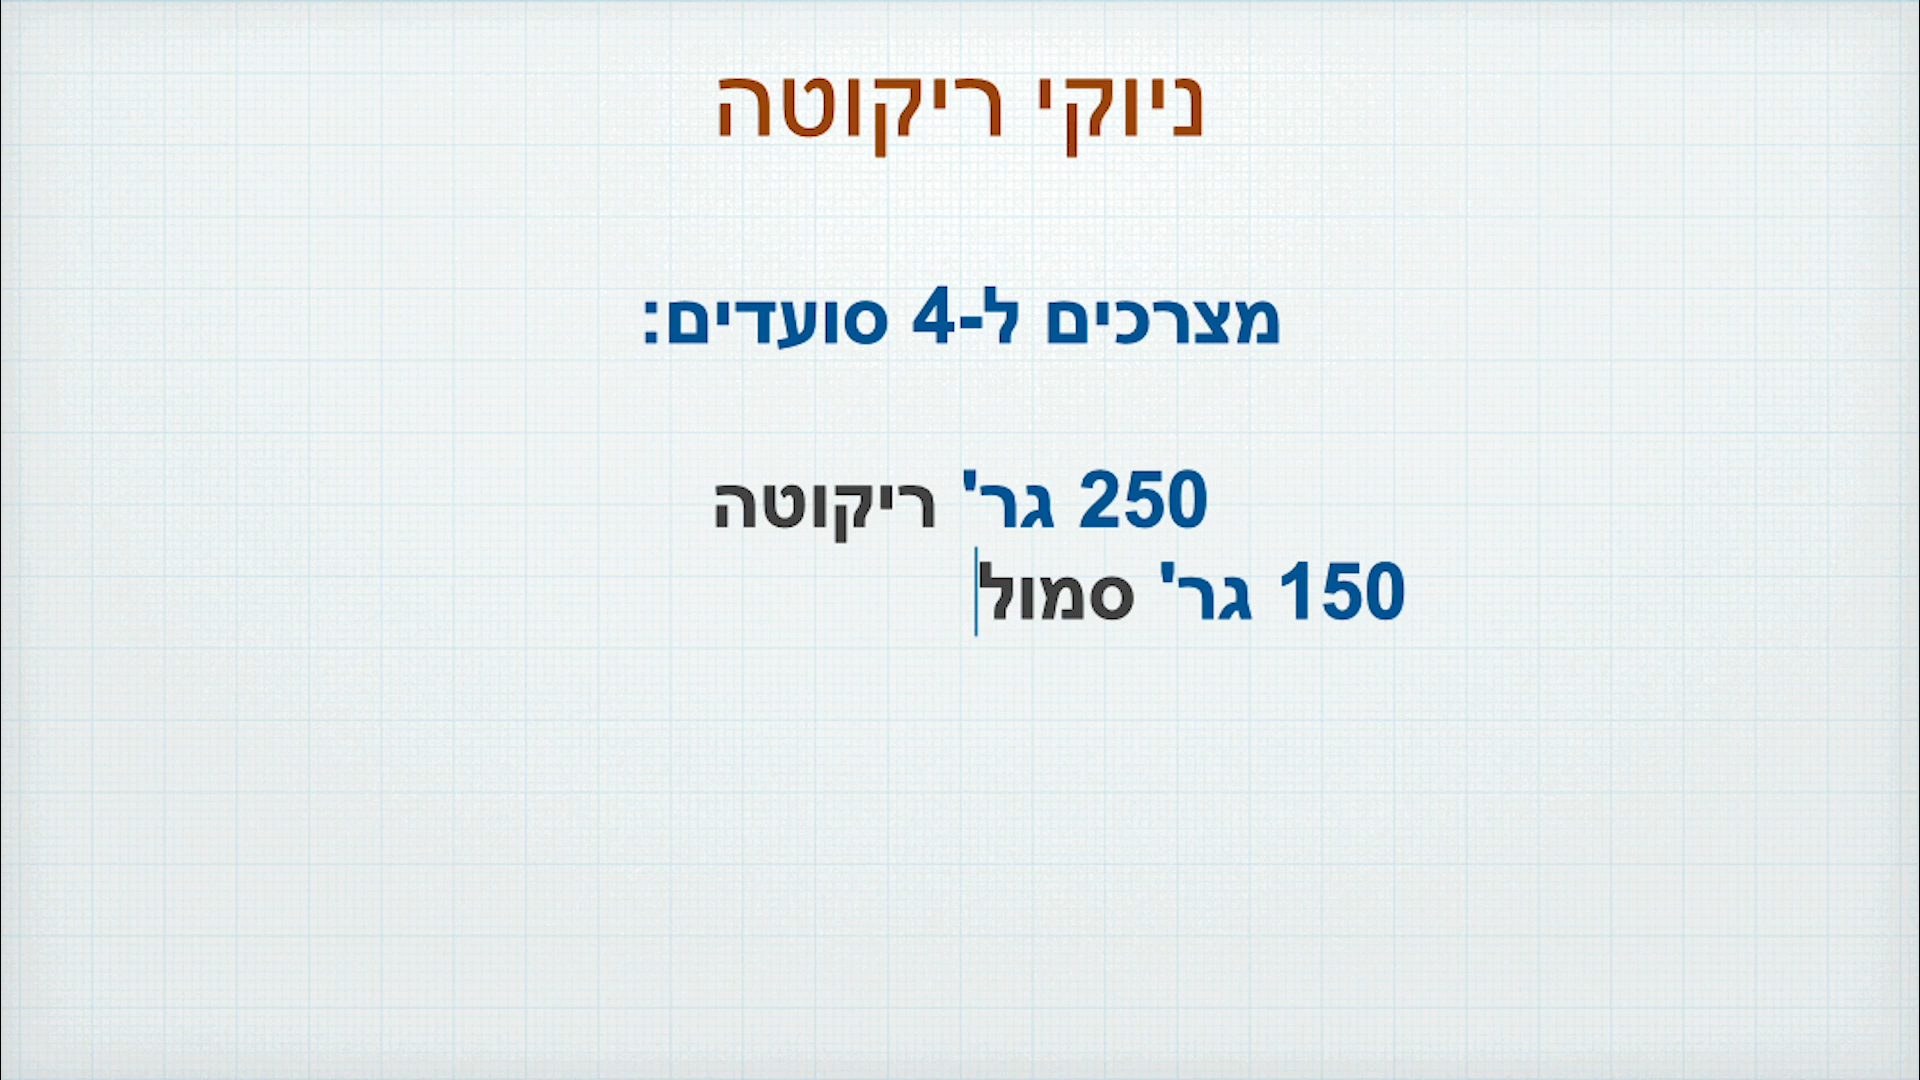 ניוקי ריקוטה
מצרכים ל-4 סועדים:
250 גר' ריקוטה
150 גר' סמול